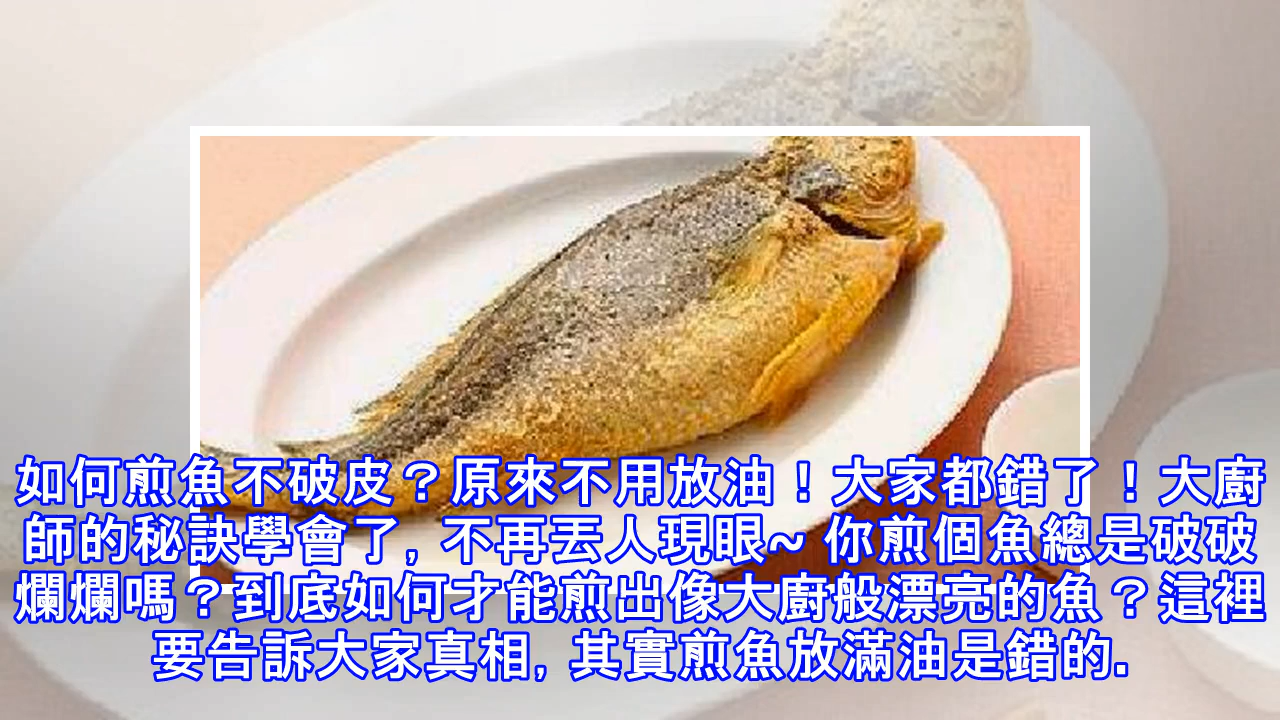 如何煎魚不破皮？原來不用放油！大家都錯了！大廚
師的秘訣學會了, 不再丟人現眼~ 你煎個魚總是破破
爛爛嗎？到底如何才能煎出像大廚般漂亮的魚？這裡
要告訴大家真相, 其實煎魚放滿油是錯的.